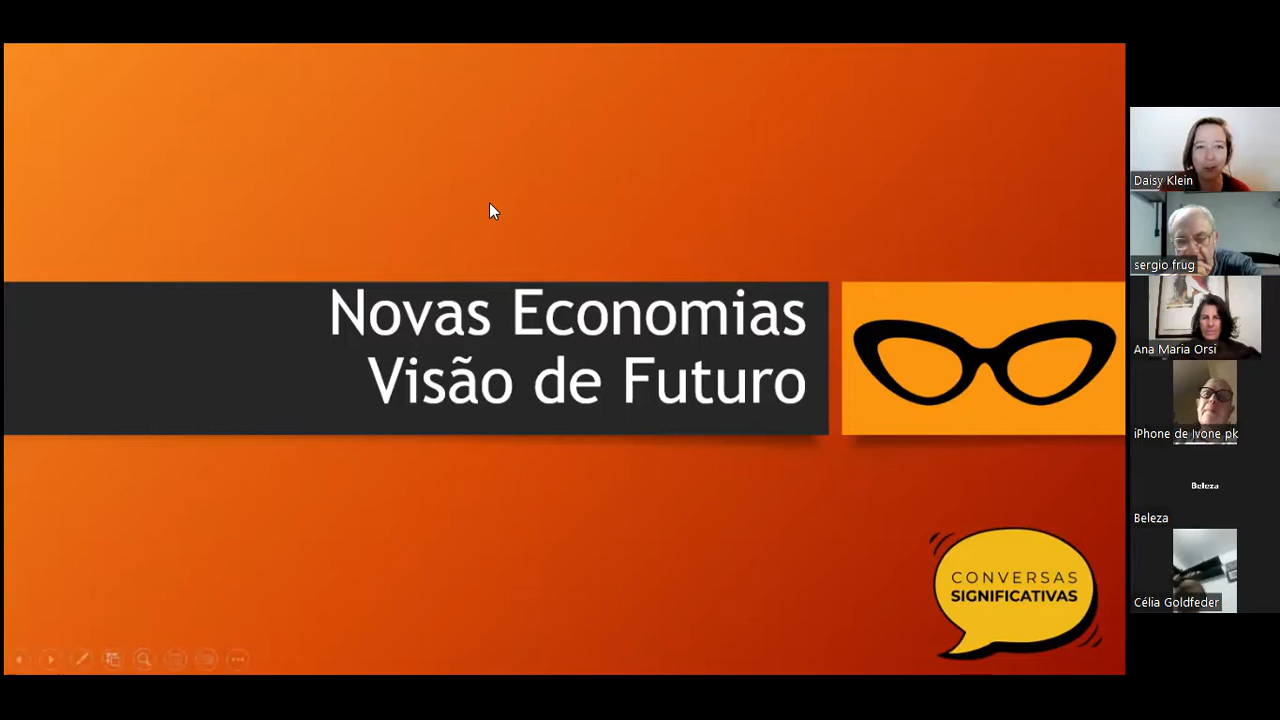 Novas Economias
Visão de Futuro
CONVERSAS
SIGNIFICATIVAS
Daisy Klein
sergio frug
Ana Maria Orsi
iPhone de Ivone pk
Beleza
Beleza
Célia Goldfeder